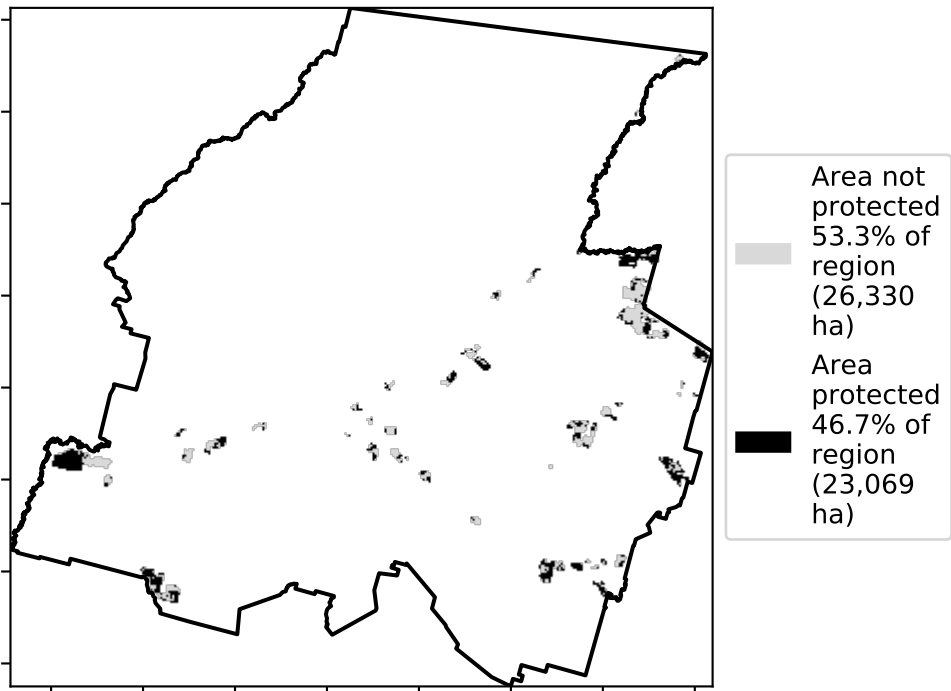 Area not
protected
53.3% of
region
(26,330
ha)
Area
protected
46.7% of
region
(23,069
ha)